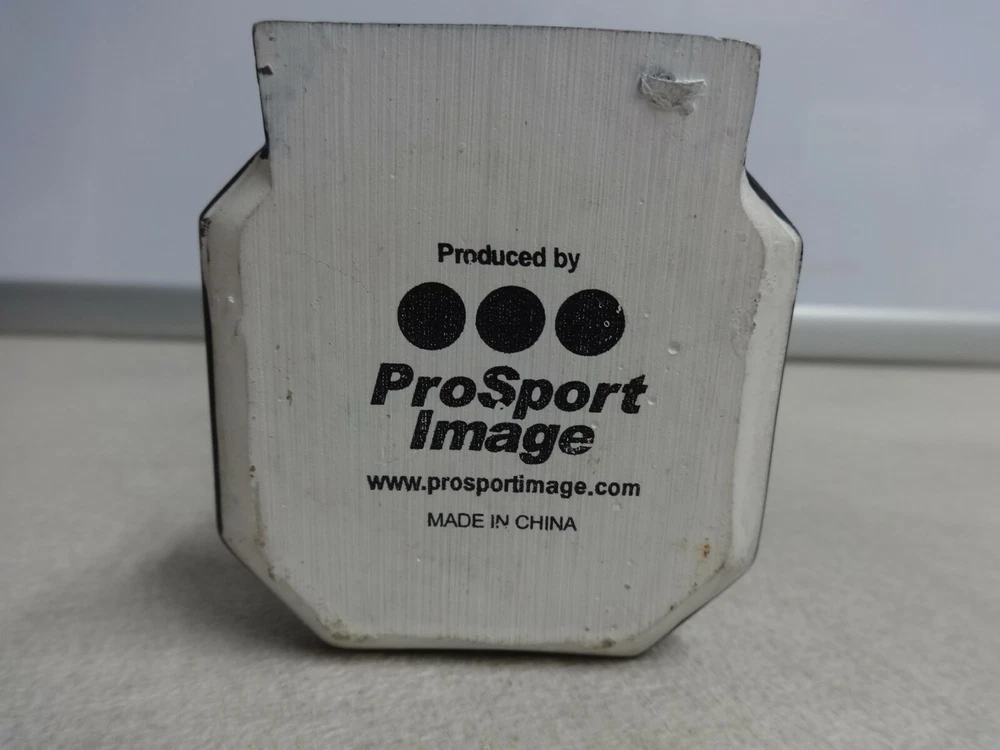 Produced by
ProSport
Image
www.prosportimage.com
MADE IN CHINA